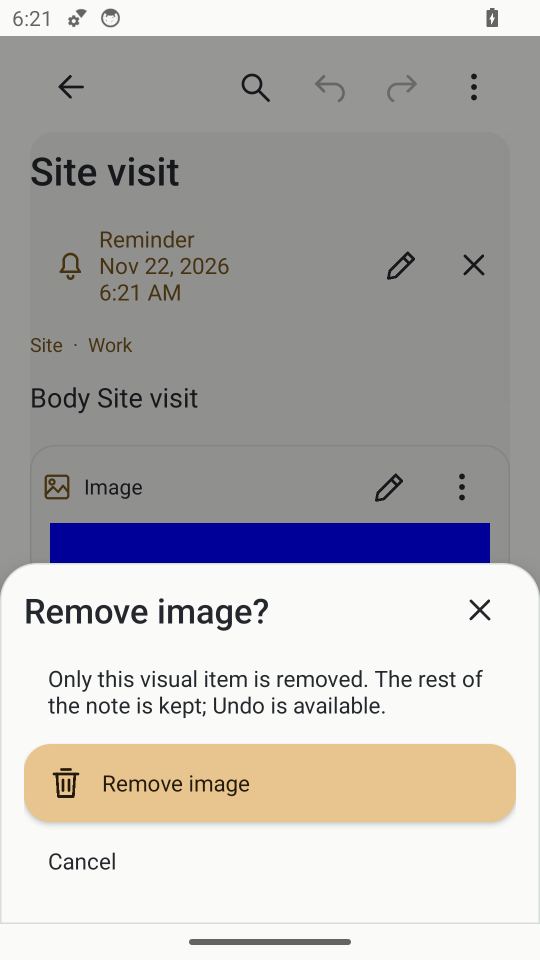 6:21
Site visit
Reminder
Nov 22, 2026
6:21 AM
Site · Work
Body Site visit
Image
Remove image?
Only this visual item is removed. The rest of
the note is kept; Undo is available.
Remove image
Cancel